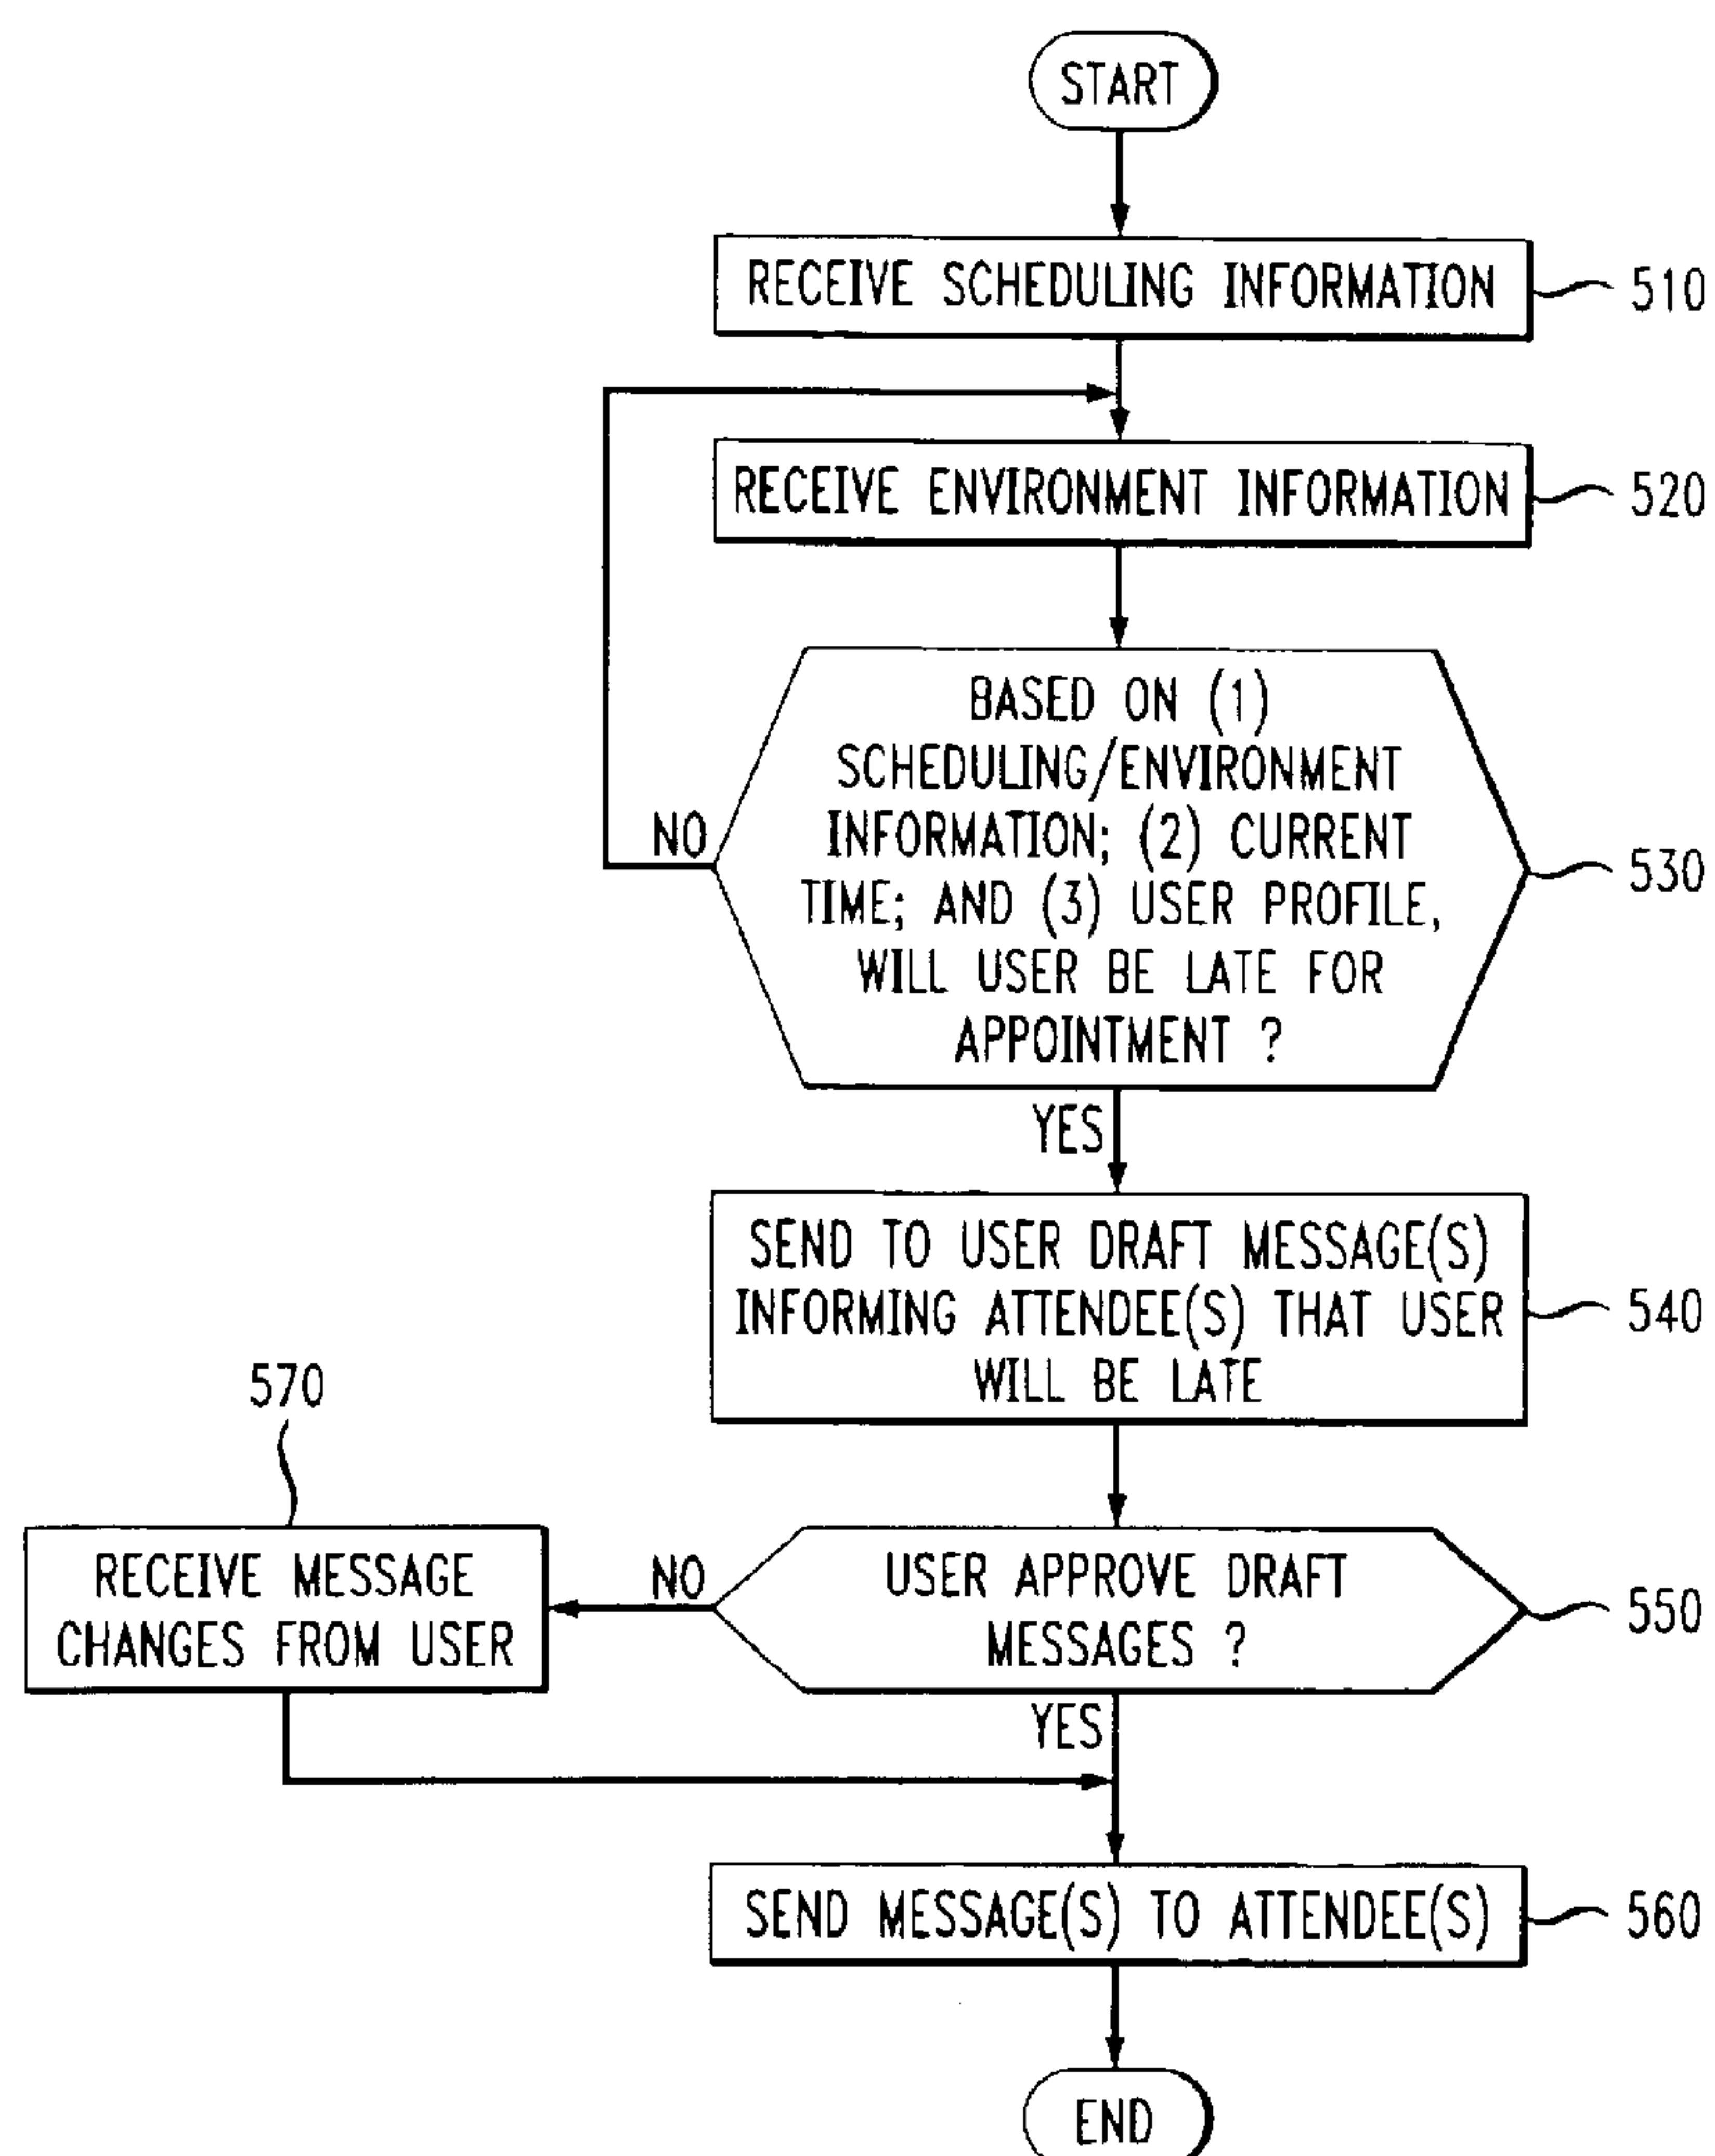 START
RECEIVE SCHEDULING INFORMATION
510
RECEIVE ENVIRONMENT INFORMATION
520
BASED ON (1)
SCHEDULING/ENVIRONMENT
INFORMATION; (2) CURRENT
TIME; AND (3) USER PROFILE,
WILL USER BE LATE FOR
APPOINTMENT ?
530
NO
YES
SEND TO USER DRAFT MESSAGE(S)
INFORMING ATTENDEE(S) THAT USER
WILL BE LATE
540
USER APPROVE DRAFT
MESSAGES ?
550
NO
570
RECEIVE MESSAGE
CHANGES FROM USER
YES
SEND MESSAGE(S) TO ATTENDEE(S)
560
END